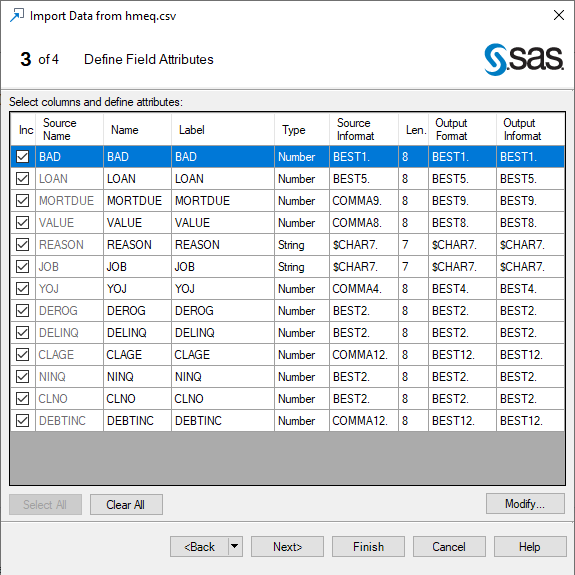 Import Data from hmeq.csv
3 of 4 Define Field Attributes
sas
Select columns and define attributes:
Inc Source Name Name Label Type Source Informat Len. Output Format Output Informat
BAD BAD BAD Number BEST1. 8 BEST1. BEST1.
LOAN LOAN LOAN Number BEST5. 8 BEST5. BEST5.
MORTDUE MORTDUE MORTDUE Number COMMA9. 8 BEST9. BEST9.
VALUE VALUE VALUE Number COMMA8. 8 BEST8. BEST8.
REASON REASON REASON String $CHAR7. 7 $CHAR7. $CHAR7.
JOB JOB JOB String $CHAR7. 7 $CHAR7. $CHAR7.
YOJ YOJ YOJ Number COMMA4. 8 BEST4. BEST4.
DEROG DEROG DEROG Number BEST2. 8 BEST2. BEST2.
DELINQ DELINQ DELINQ Number BEST2. 8 BEST2. BEST2.
CLAGE CLAGE CLAGE Number COMMA12. 8 BEST12. BEST12.
NINQ NINQ NINQ Number BEST2. 8 BEST2. BEST2.
CLNO CLNO CLNO Number BEST2. 8 BEST2. BEST2.
DEBTINC DEBTINC DEBTINC Number COMMA12. 8 BEST12. BEST12.
Select All Clear All Modify...
<Back Next> Finish Cancel Help